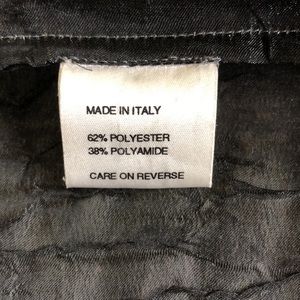 MADE IN ITALY
62% POLYESTER
38% POLYAMIDE
CARE ON REVERSE